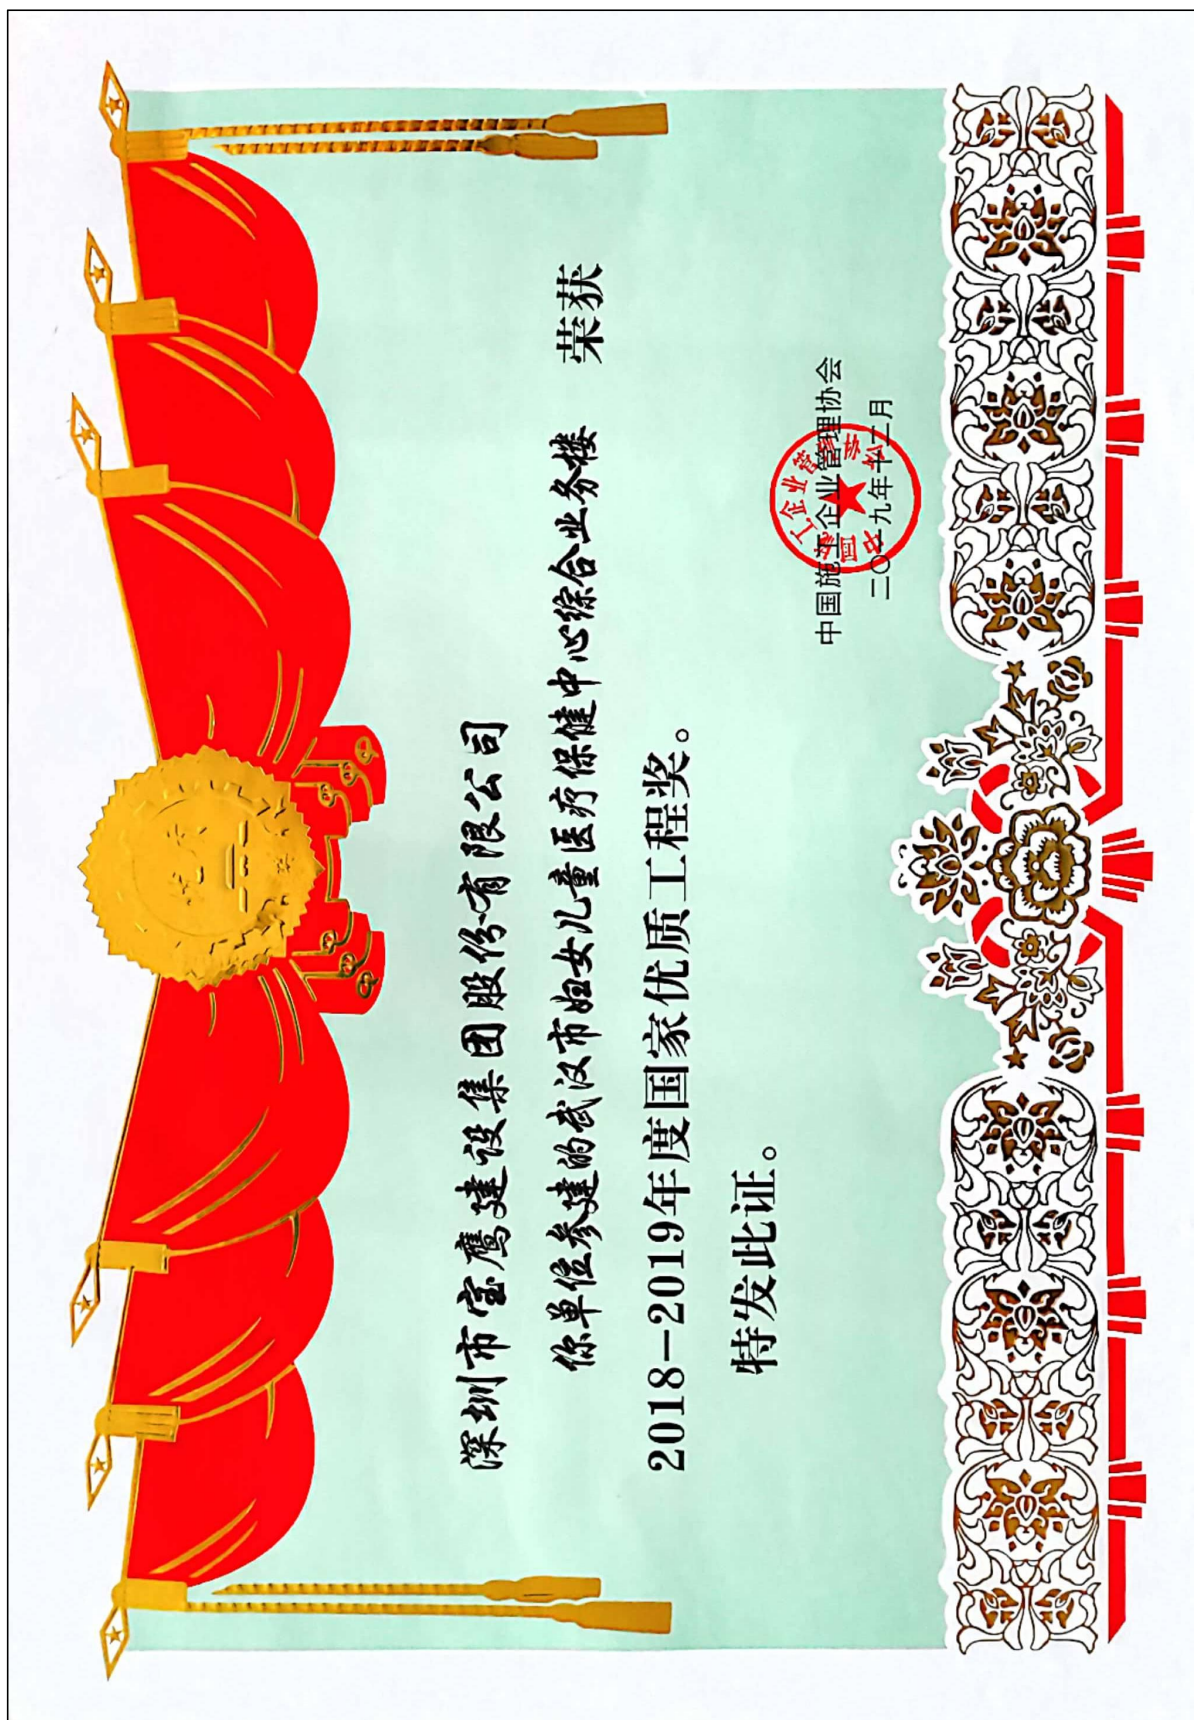 深圳市宝鹰建设集团股份有限公司
你单位参建的武汉市妇女儿童医疗保健中心综合业务楼 荣获
2018-2019年度国家优质工程奖。
特发此证。
中国施工企业管理协会
二〇一九年十二月